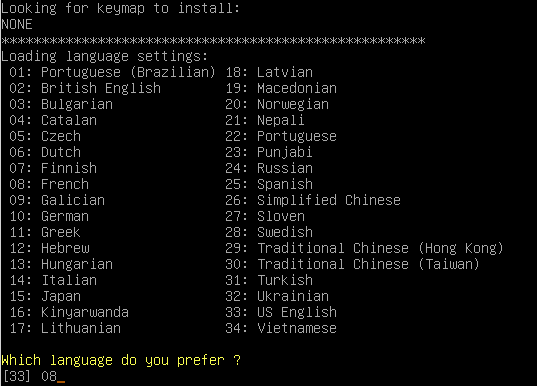 Looking for keymap to install:
NONE
*****************************************************
Loading language settings:
01: Portuguese (Brazilian) 18: Latvian
02: British English 19: Macedonian
03: Bulgarian 20: Norwegian
04: Catalan 21: Nepali
05: Czech 22: Portuguese
06: Dutch 23: Punjabi
07: Finnish 24: Russian
08: French 25: Spanish
09: Galician 26: Simplified Chinese
10: German 27: Sloven
11: Greek 28: Swedish
12: Hebrew 29: Traditional Chinese (Hong Kong)
13: Hungarian 30: Traditional Chinese (Taiwan)
14: Italian 31: Turkish
15: Japan 32: Ukrainian
16: Kinyarwanda 33: US English
17: Lithuanian 34: Vietnamese
Which language do you prefer ?
[33] 08_